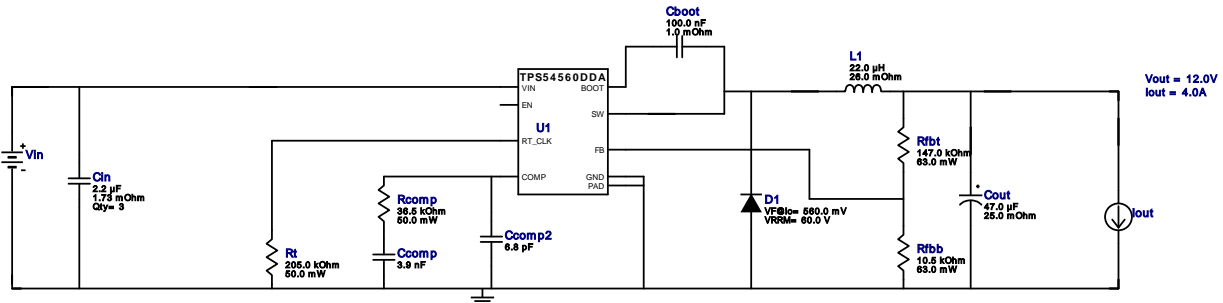 Cboot
100.0 nF
1.0 mOhm
L1
22.0 µH
26.0 mOhm
Vout = 12.0V
Iout = 4.0A
TPS54560DDA
VIN
BOOT
EN
SW
U1
RT_CLK
FB
COMP
GND
PAD
Vin
+
-
Cin
2.2 µF
1.73 mOhm
Qty= 3
Rt
205.0 kOhm
50.0 mW
Rcomp
36.5 kOhm
50.0 mW
Ccomp
3.9 nF
Ccomp2
6.8 pF
D1
VF@Io= 560.0 mV
VRRM= 60.0 V
Rfbt
147.0 kOhm
63.0 mW
Rfbb
10.5 kOhm
63.0 mW
Cout
47.0 µF
25.0 mOhm
Iout